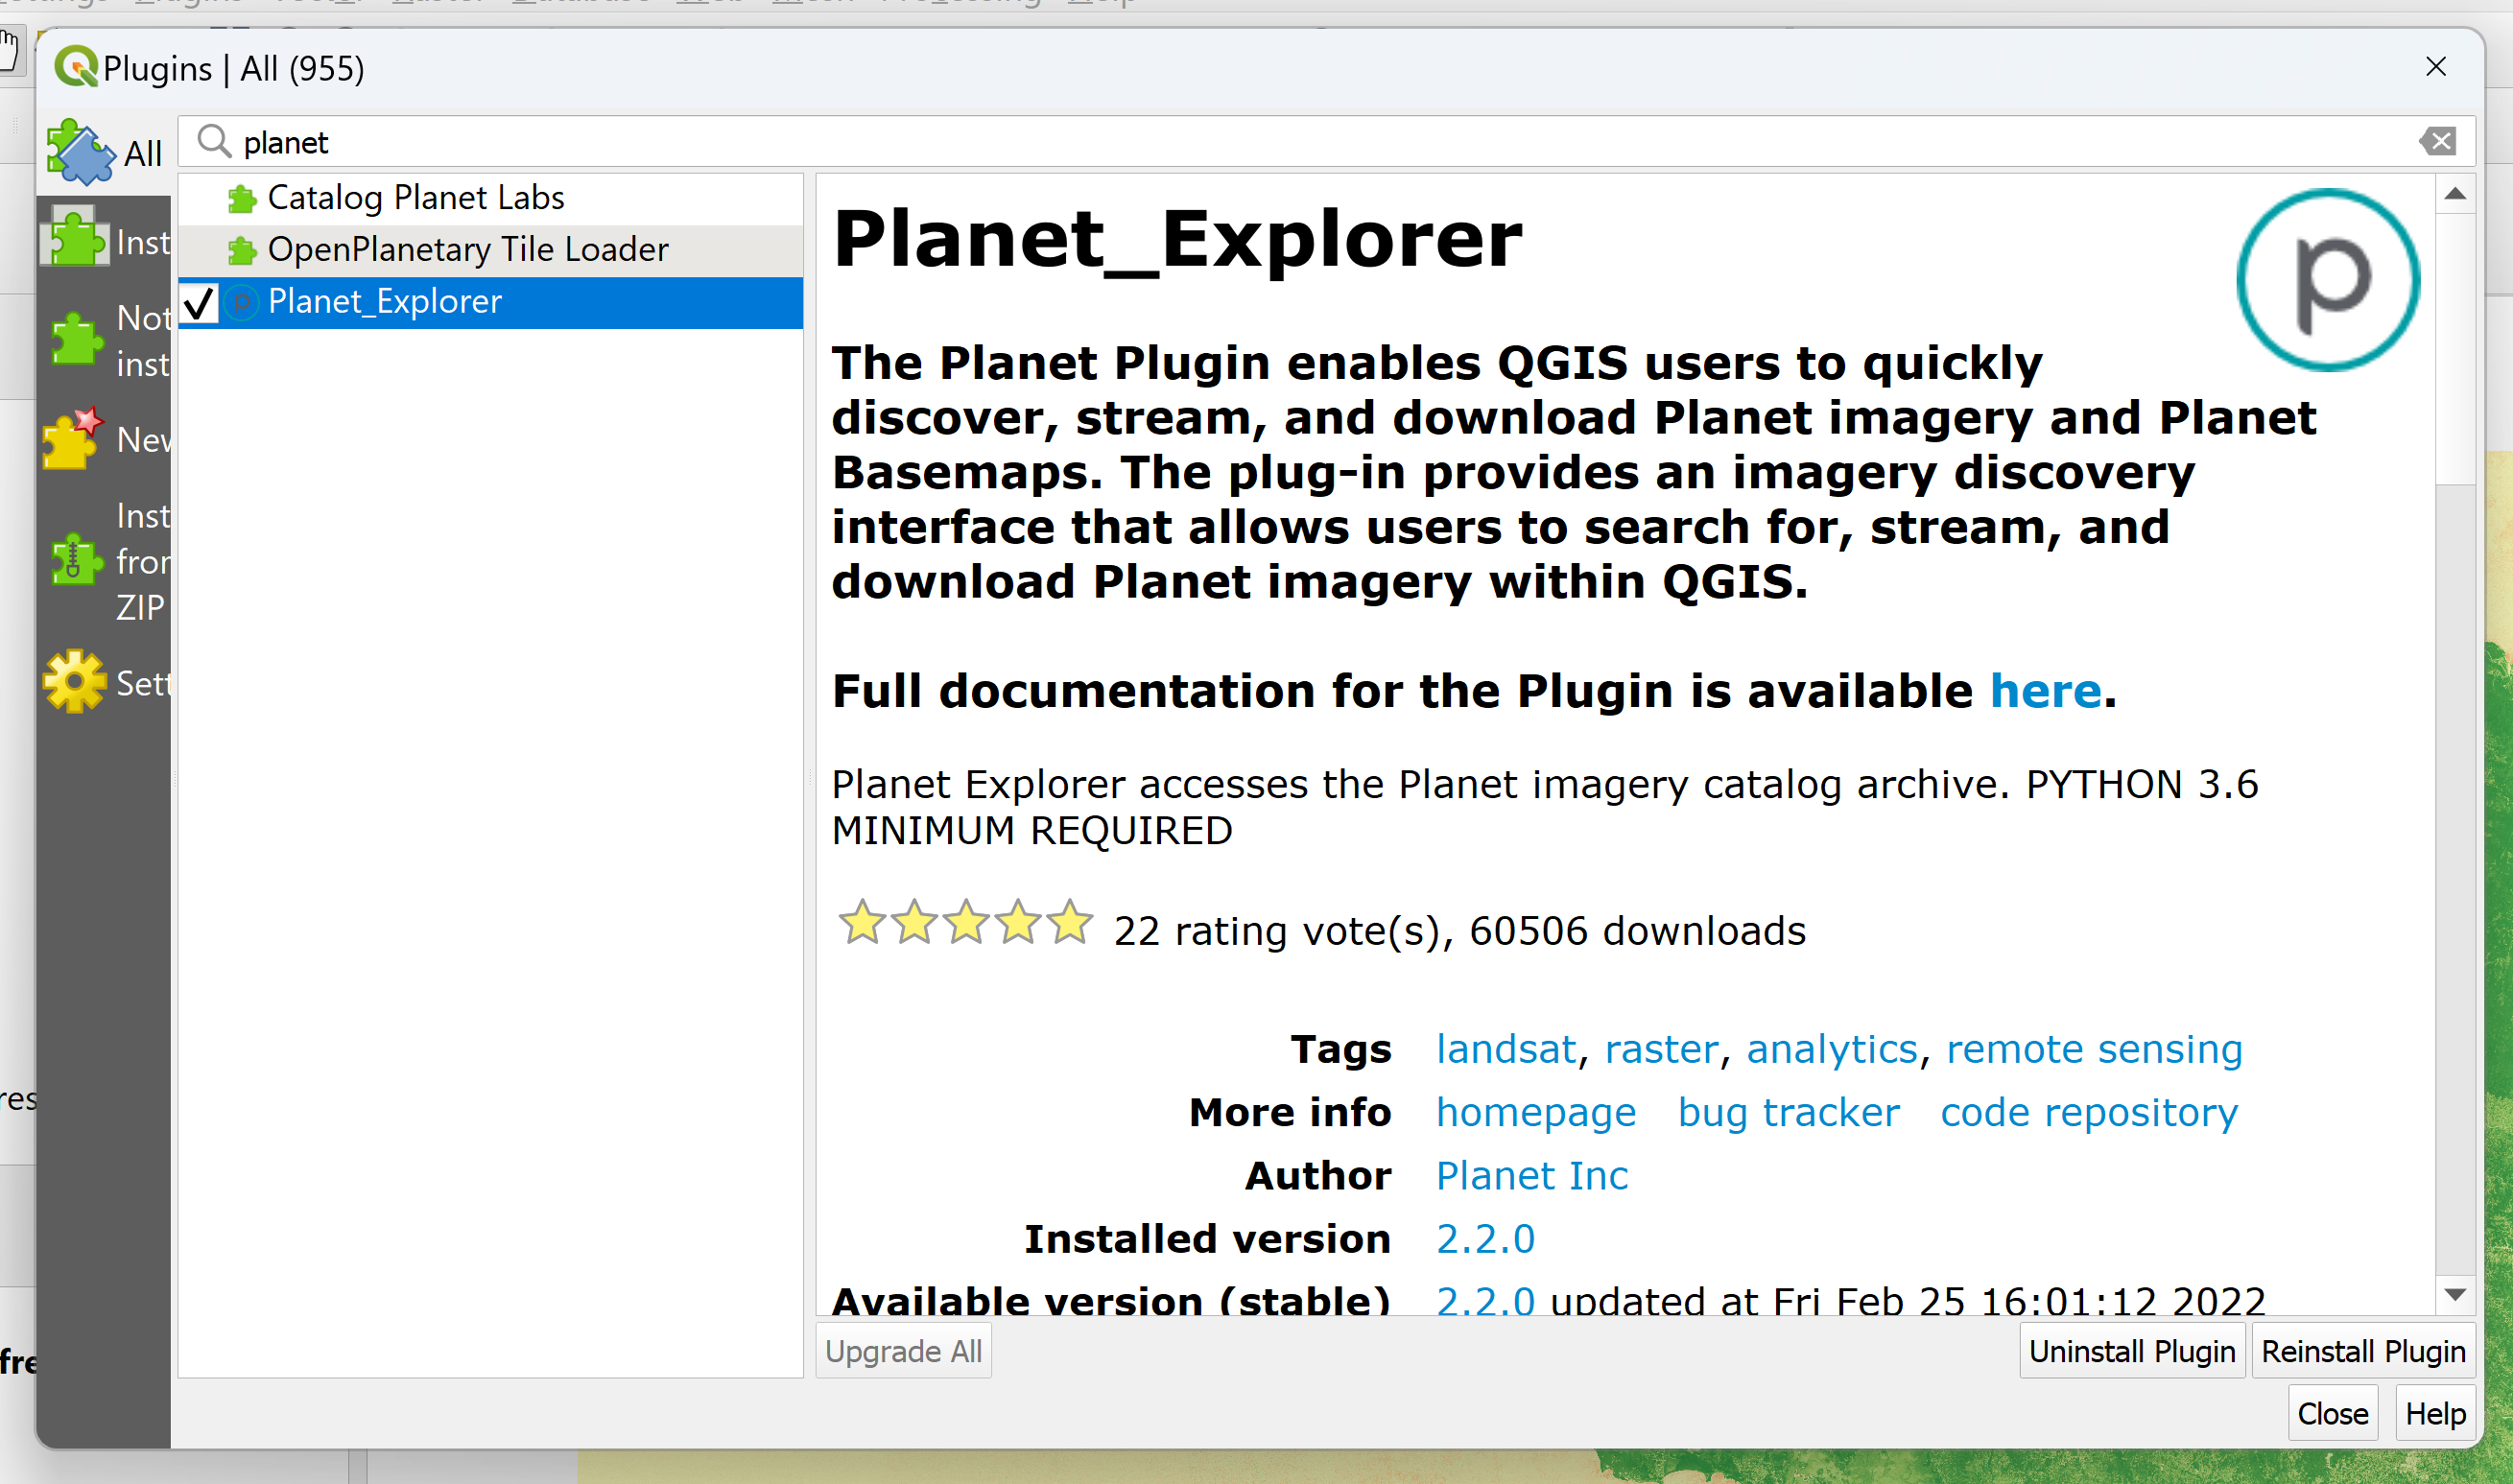 Plugins | All (955)
All
planet
Inst
Not
inst
New
Inst
from
ZIP
Sett
Catalog Planet Labs
OpenPlanetary Tile Loader
Planet_Explorer
Planet_Explorer
The Planet Plugin enables QGIS users to quickly
discover, stream, and download Planet imagery and Planet
Basemaps. The plug-in provides an imagery discovery
interface that allows users to search for, stream, and
download Planet imagery within QGIS.
Full documentation for the Plugin is available here.
Planet Explorer accesses the Planet imagery catalog archive. PYTHON 3.6
MINIMUM REQUIRED
22 rating vote(s), 60506 downloads
Tags landsat, raster, analytics, remote sensing
More info homepage bug tracker code repository
Author Planet Inc
Installed version 2.2.0
Available version (stable) 2.2.0 updated at Fri Feb 25 16:01:12 2022
Upgrade All
Uninstall Plugin
Reinstall Plugin
Close
Help